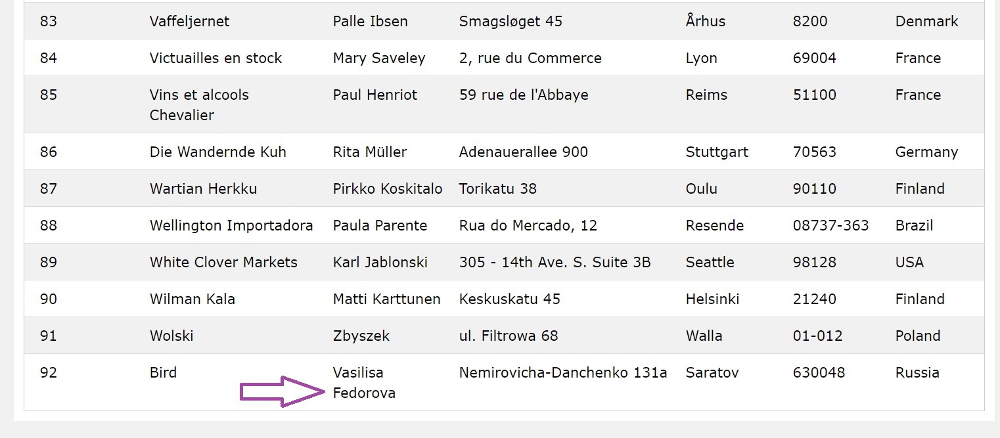 83 Vaffeljernet Palle Ibsen Smagsløget 45 Århus 8200 Denmark
84 Victuailles en stock Mary Saveley 2, rue du Commerce Lyon 69004 France
85 Vins et alcools Paul Henriot 59 rue de l'Abbaye Reims 51100 France
Chevalier
86 Die Wandernde Kuh Rita Müller Adenauerallee 900 Stuttgart 70563 Germany
87 Wartian Herkku Pirkko Koskitalo Torikatu 38 Oulu 90110 Finland
88 Wellington Importadora Paula Parente Rua do Mercado, 12 Resende 08737-363 Brazil
89 White Clover Markets Karl Jablonski 305 - 14th Ave. S. Suite 3B Seattle 98128 USA
90 Wilman Kala Matti Karttunen Keskuskatu 45 Helsinki 21240 Finland
91 Wolski Zbyszek ul. Filtrowa 68 Walla 01-012 Poland
92 Bird Vasilisa Nemirovicha-Danchenko 131a Saratov 630048 Russia
Fedorova